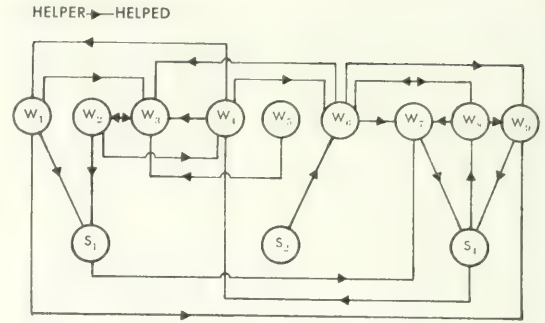 HELPER→HELPED
W₁ W₂ W₃ W₄ W₅ W₆ W₇ W₈ W₉
S₁ S₂ S₄